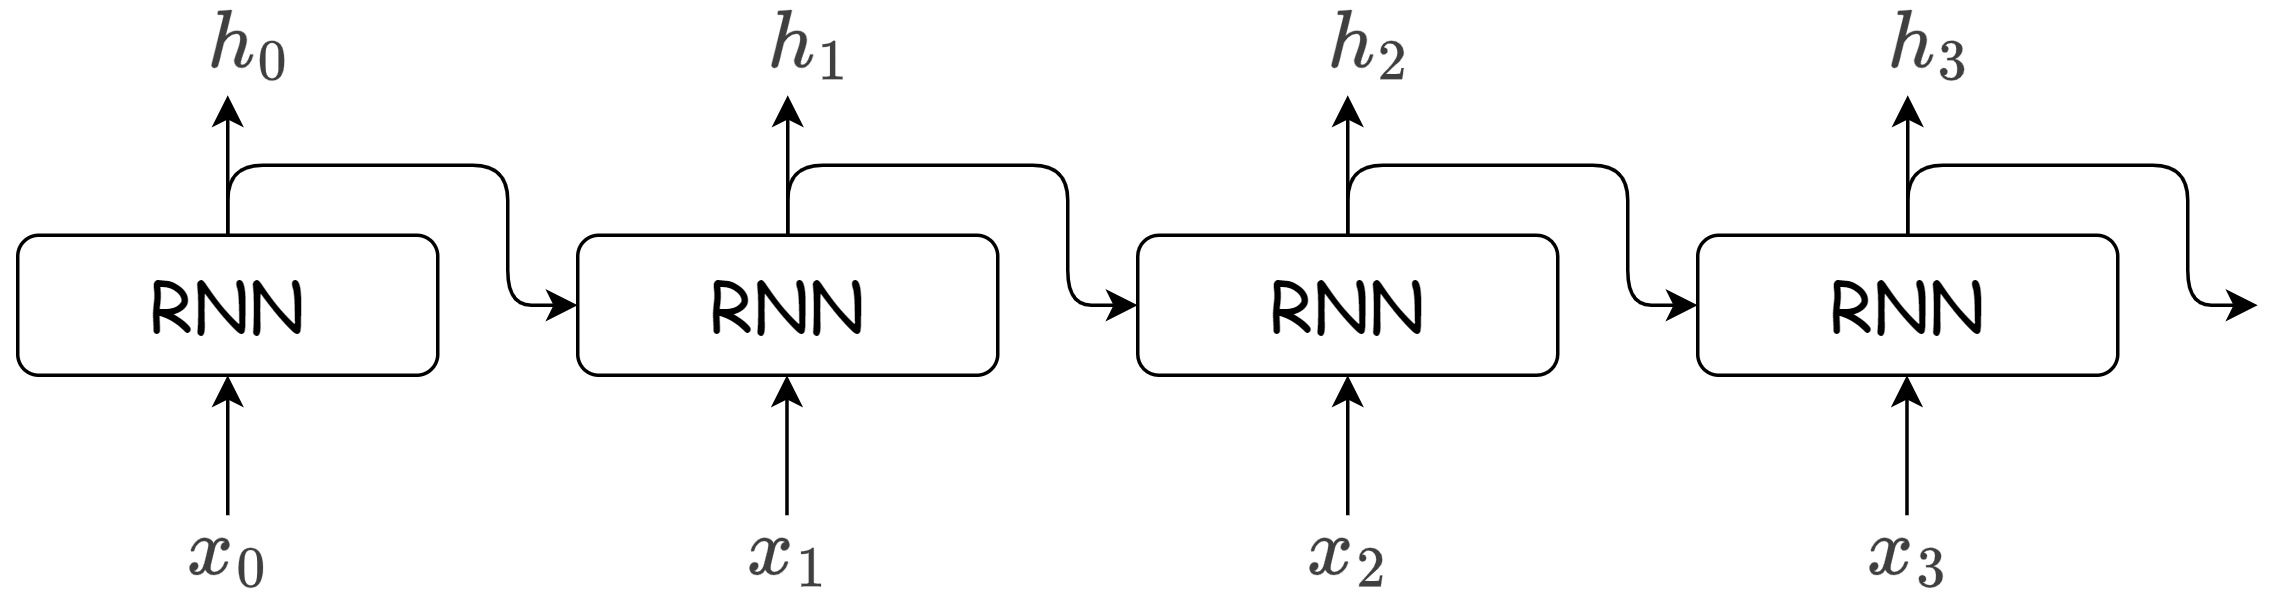 h0 h1 h2 h3
RNN RNN RNN RNN
x0 x1 x2 x3